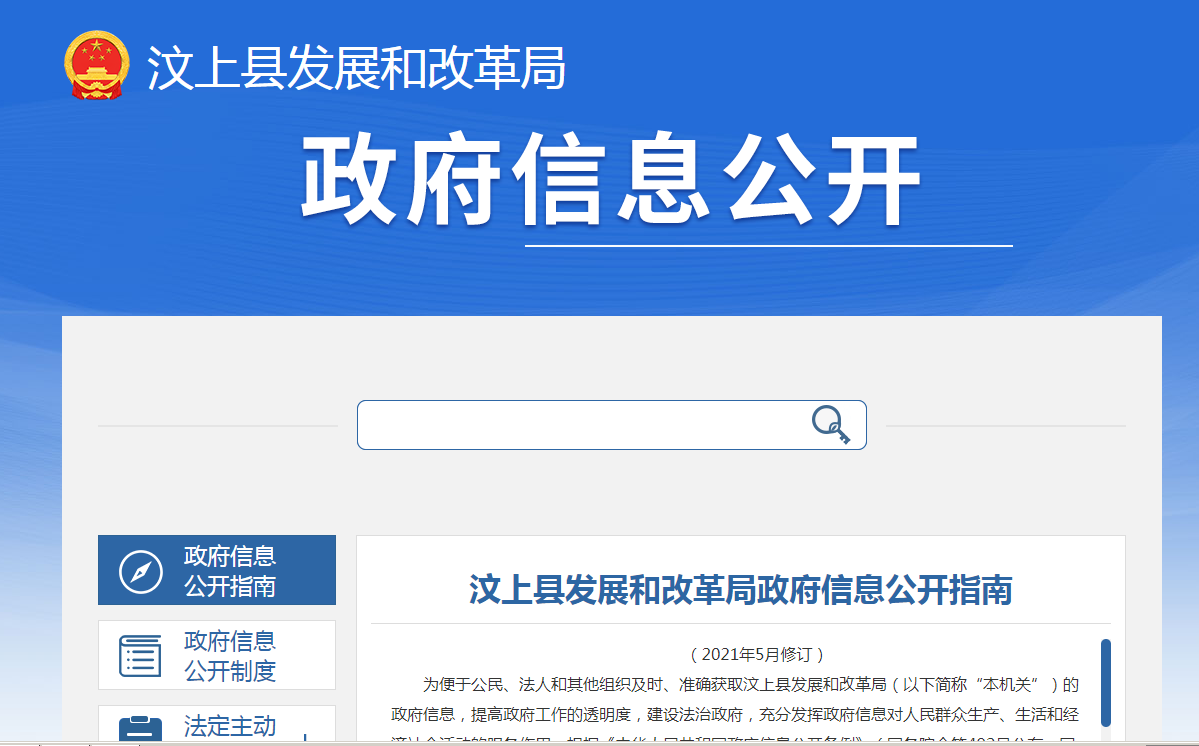 汶上县发展和改革局
政府信息公开
政府信息
公开指南
政府信息
公开制度
法定主动
汶上县发展和改革局政府信息公开指南
（2021年5月修订）
为便于公民、法人和其他组织及时、准确获取汶上县发展和改革局（以下简称“本机关”）的
政府信息，提高政府工作的透明度，建设法治政府，充分发挥政府信息对人民群众生产、生活和经